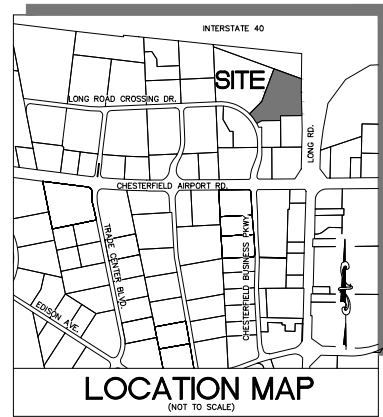 INTERSTATE 40
SITE
LONG ROAD CROSSING DR.
LONG RD.
CHESTERFIELD AIRPORT RD.
TRADE CENTER BLVD.
CHESTERFIELD BUSINESS PKWY.
EDISON AVE.
LOCATION MAP
(NOT TO SCALE)